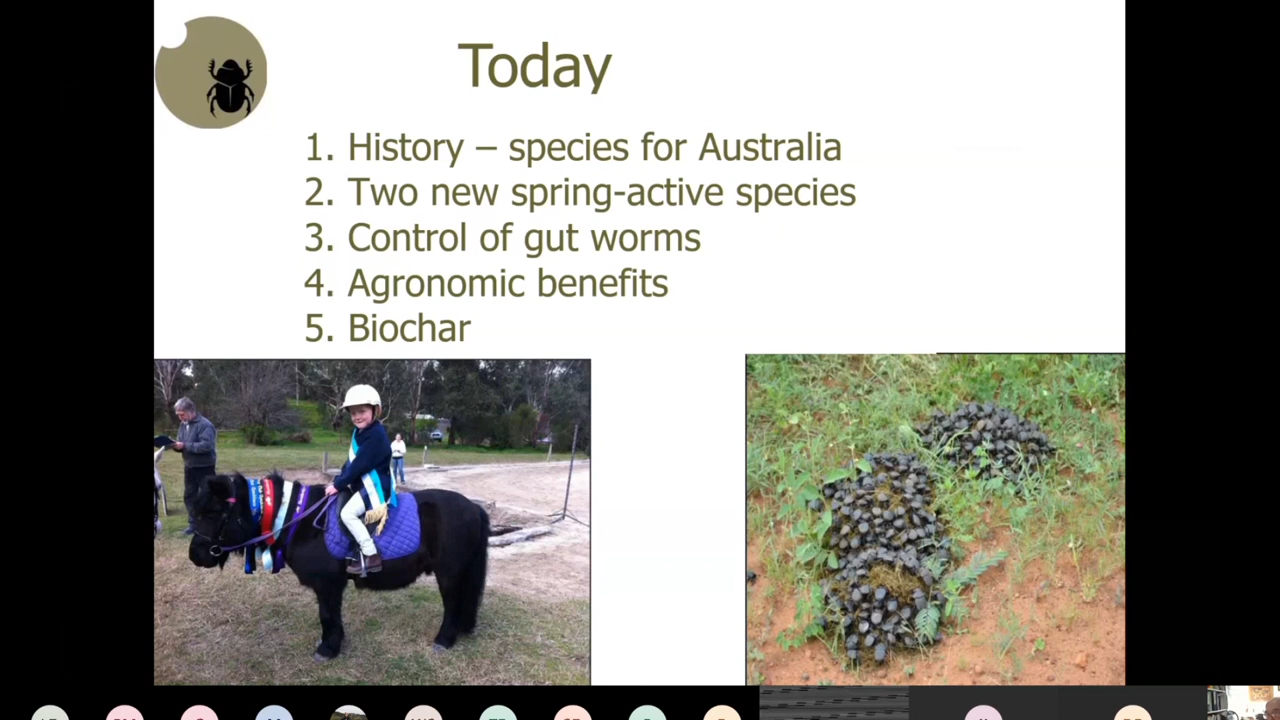 Today
1. History – species for Australia
2. Two new spring-active species
3. Control of gut worms
4. Agronomic benefits
5. Biochar